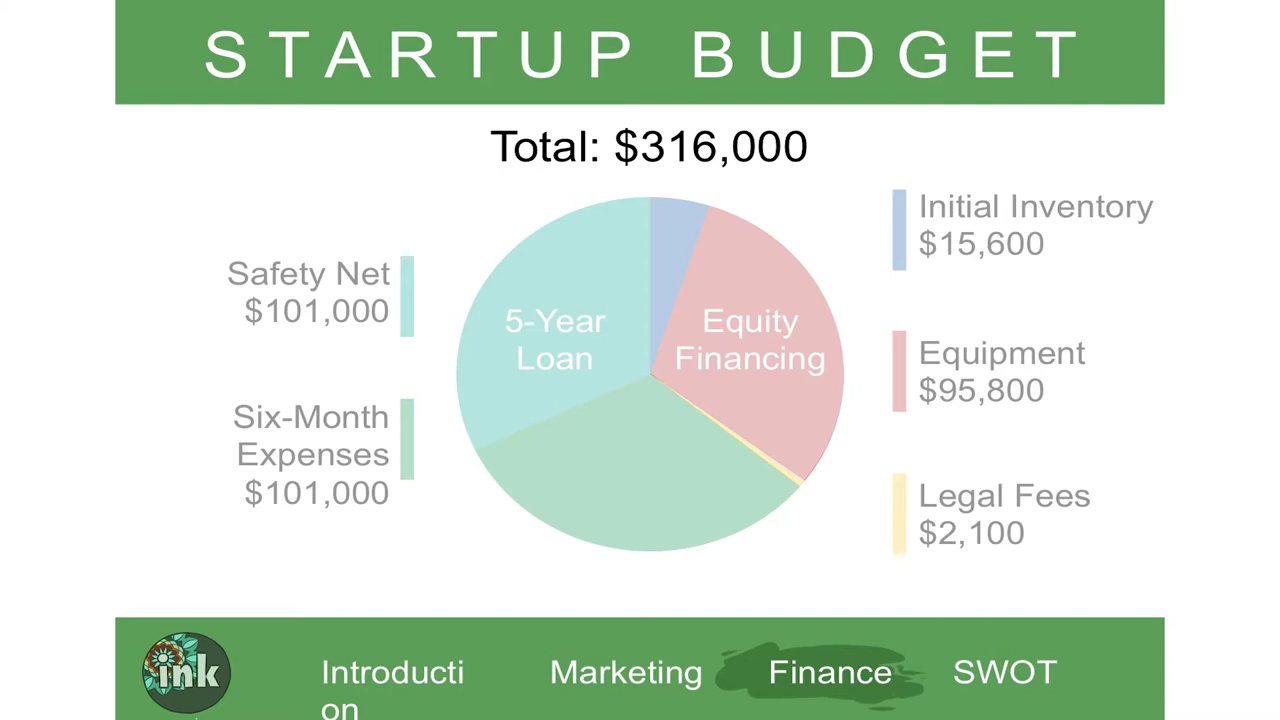 STARTUP BUDGET
Total: $316,000
Initial Inventory
$15,600
Safety Net
$101,000
5-Year
Loan
Equity
Financing
Equipment
$95,800
Six-Month
Expenses
$101,000
Legal Fees
$2,100
ink
Introducti
on
Marketing
Finance
SWOT